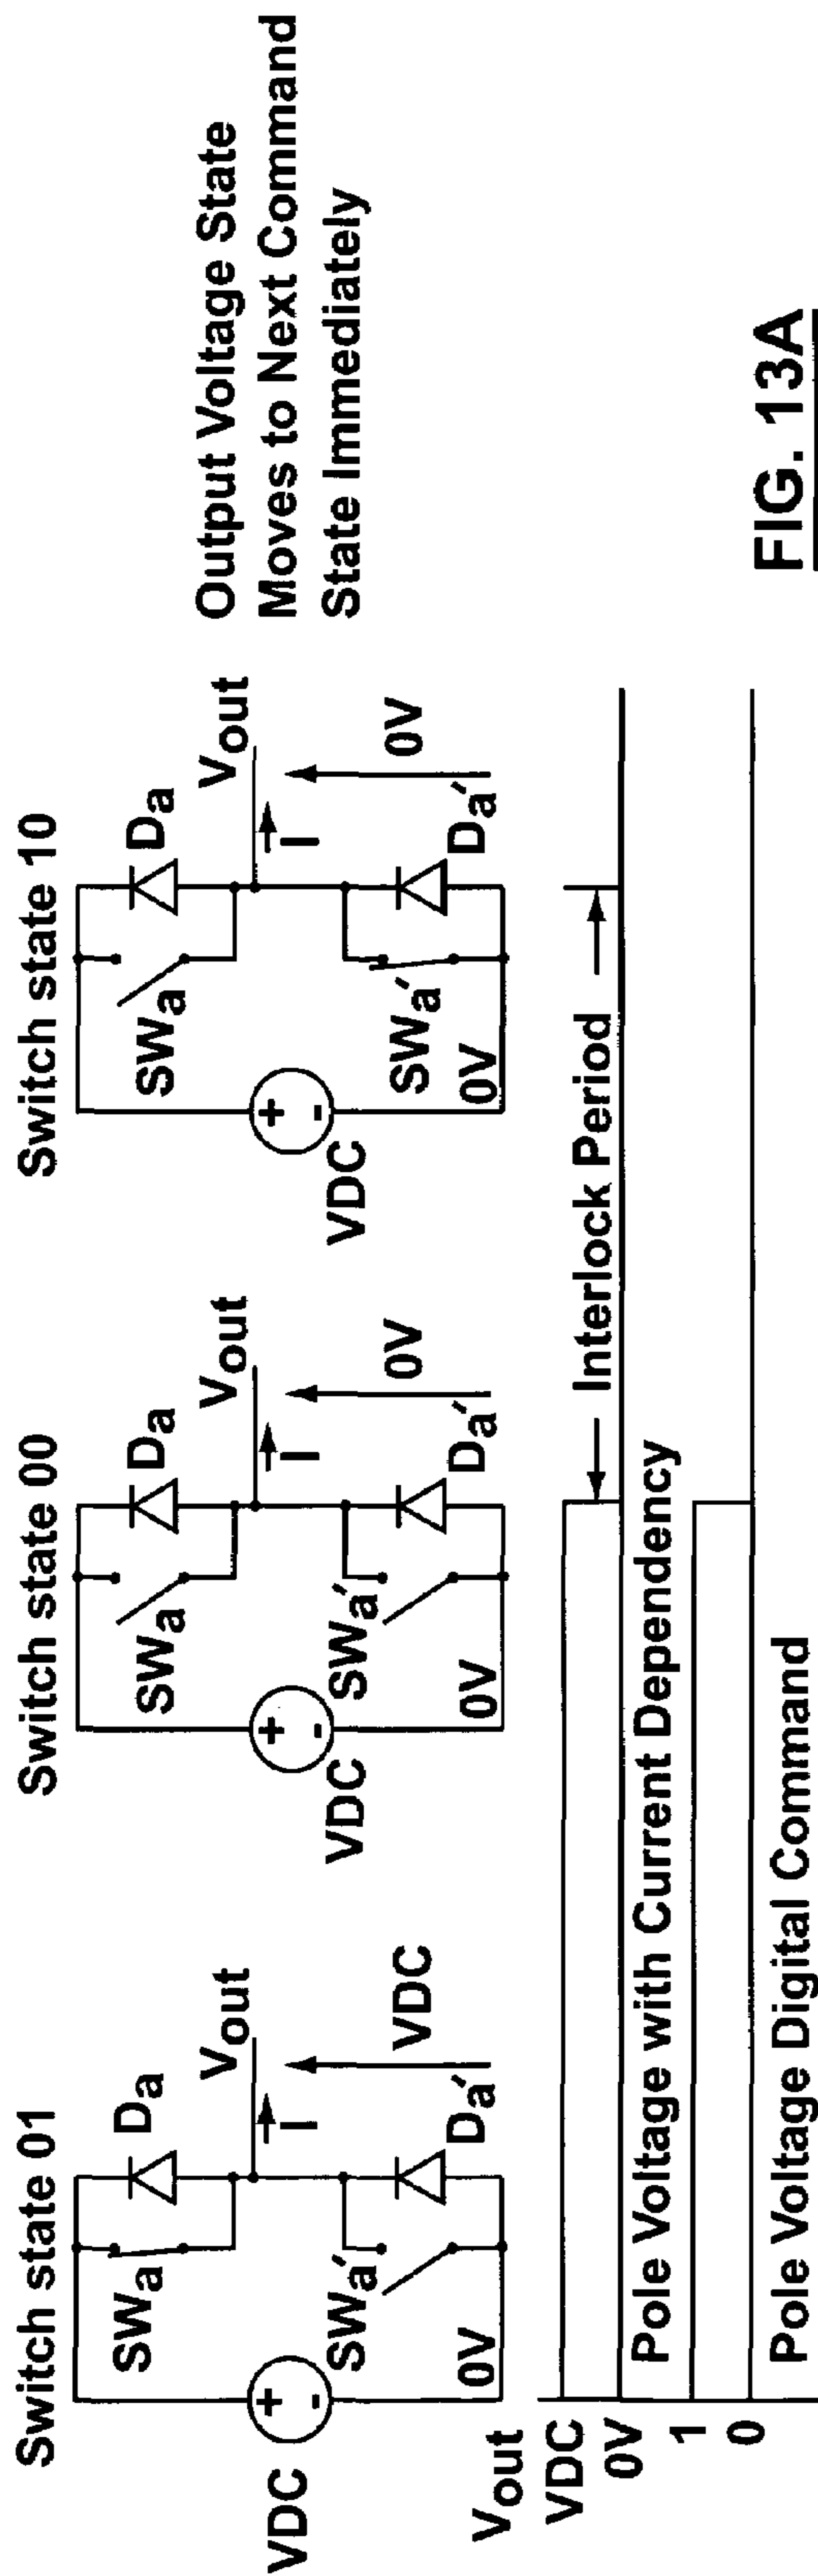 Switch state 01
SWa
Da
Vout
I
VDC
VDC
+
-
SWa′
Da′
0V
Switch state 00
SWa
Da
Vout
I
0V
VDC
+
-
SWa′
Da′
0V
Switch state 10
SWa
Da
Vout
I
0V
VDC
+
-
SWa′
Da′
0V
Output Voltage State
Moves to Next Command
State Immediately
Vout
VDC
0V
Interlock Period
Pole Voltage with Current Dependency
1
0
Pole Voltage Digital Command
FIG. 13A